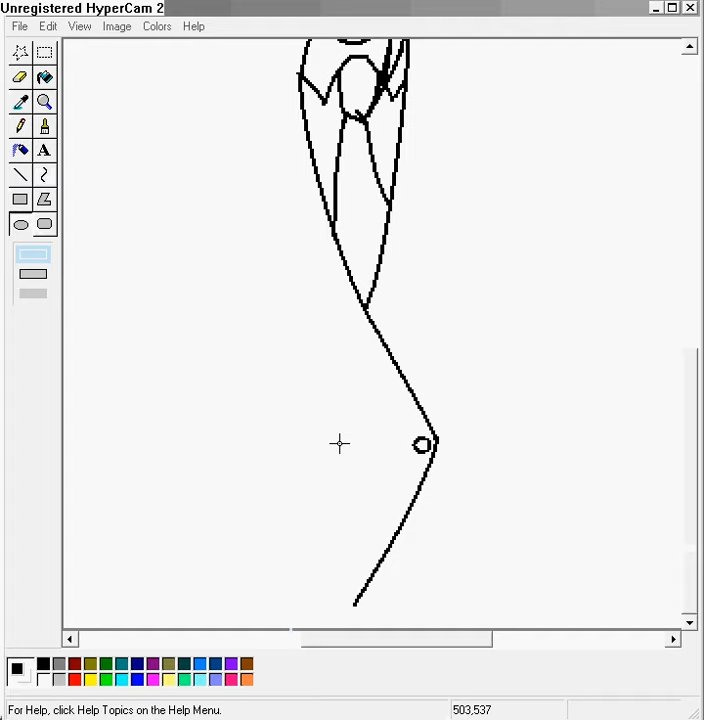 Unregistered HyperCam 2
File Edit View Image Colors Help
A
For Help, click Help Topics on the Help Menu. 503,537